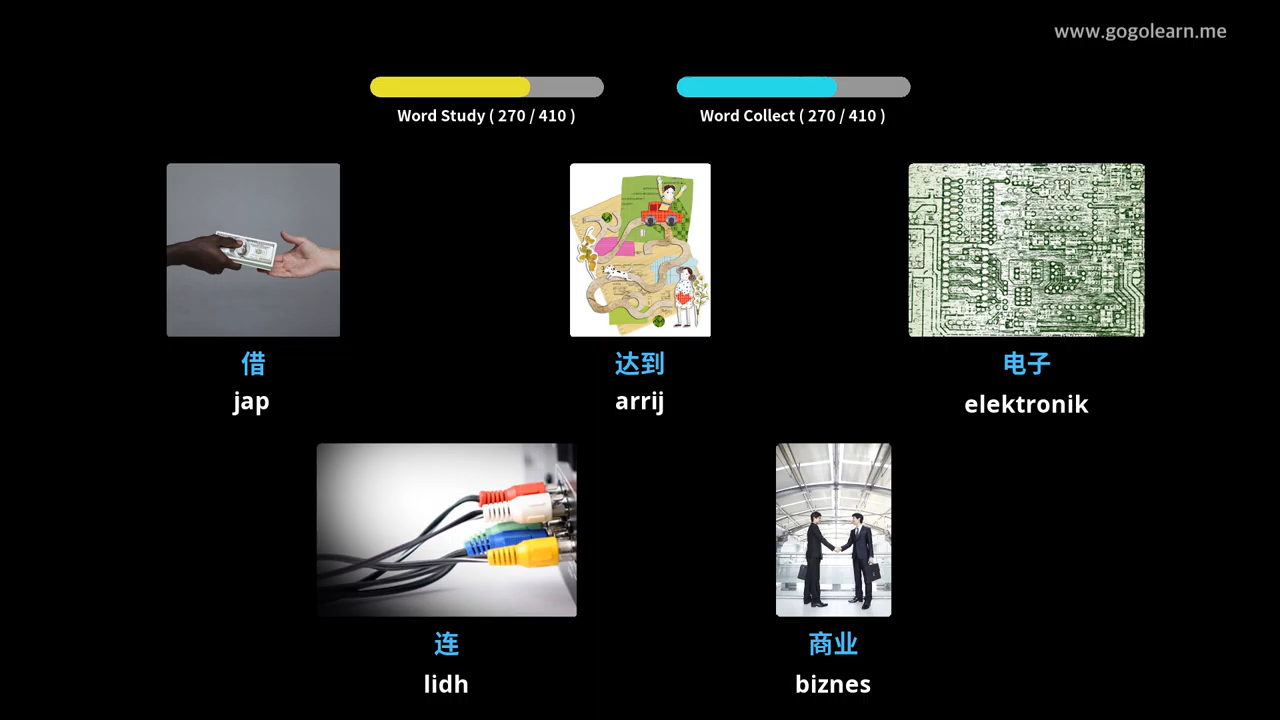 www.gogolearn.me
Word Study ( 270 / 410 )
Word Collect ( 270 / 410 )
借
达到
电子
jap
arrij
elektronik
连
商业
lidh
biznes